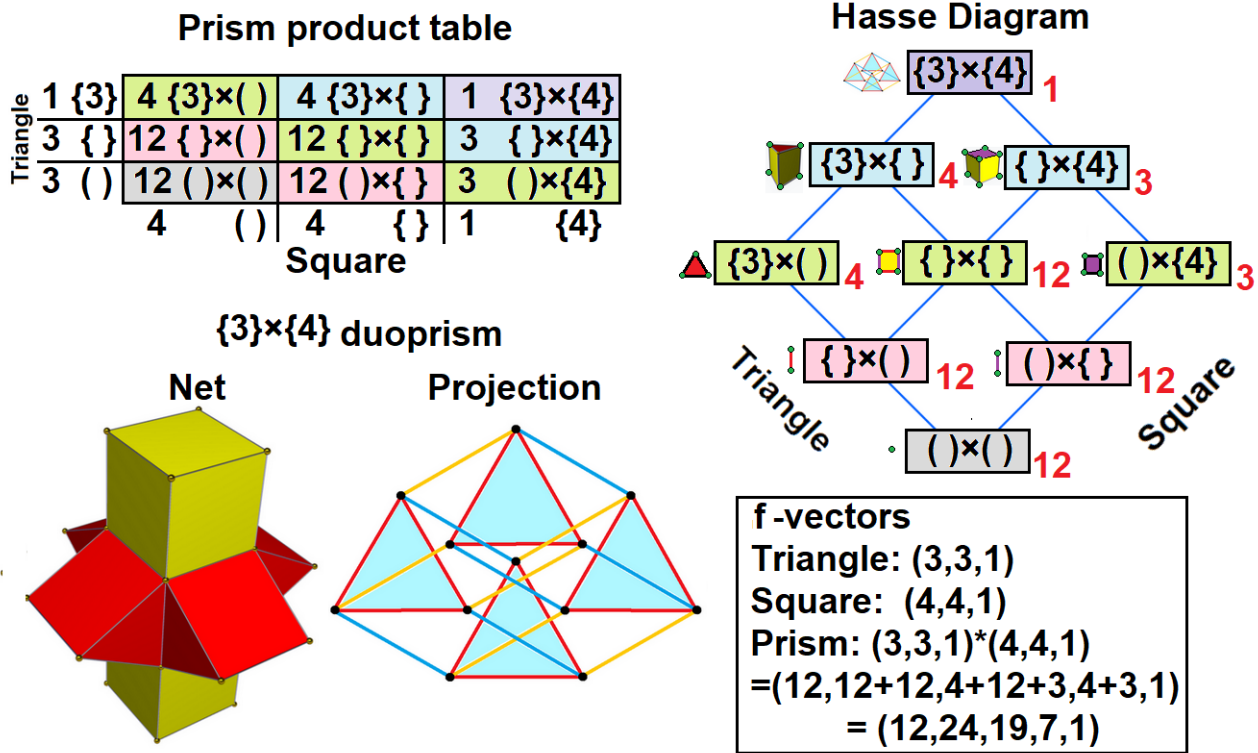 Prism product table
Triangle
1 {3} 4 {3}×( ) 4 {3}×{ } 1 {3}×{4}
3 { } 12 { }×( ) 12 { }×{ } 3 { }×{4}
3 ( ) 12 ( )×( ) 12 ( )×{ } 3 ( )×{4}
4 ( ) 4 { } 1 {4}
Square
{3}×{4} duoprism
Net
Projection
Hasse Diagram
{3}×{4} 1
{3}×{ } 4 { }×{4} 3
{3}×( ) 4 { }×{ } 12 ( )×{4} 3
{ }×( ) 12 ( )×{ } 12
Triangle
Square
( )×( ) 12
f-vectors
Triangle: (3,3,1)
Square: (4,4,1)
Prism: (3,3,1)*(4,4,1)
=(12,12+12,4+12+3,4+3,1)
= (12,24,19,7,1)